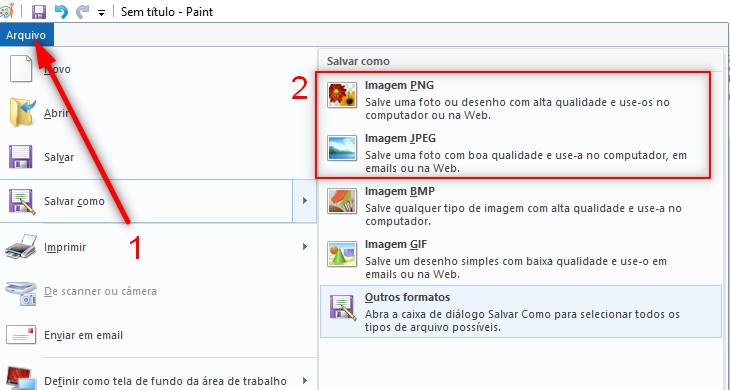 Sem título - Paint
Arquivo
Salvar como
Novo
Abrir
Salvar
Salvar como
Imprimir
De scanner ou câmera
Enviar em email
Definir como tela de fundo da área de trabalho
1
2
Imagem PNG
Salve uma foto ou desenho com alta qualidade e use-os no
computador ou na Web.
Imagem JPEG
Salve uma foto com boa qualidade e use-a no computador, em
emails ou na Web.
Imagem BMP
Salve qualquer tipo de imagem com alta qualidade e use-a no
computador.
Imagem GIF
Salve um desenho simples com baixa qualidade e use-o em
emails ou na Web.
Outros formatos
Abra a caixa de diálogo Salvar Como para selecionar todos os
tipos de arquivo possíveis.